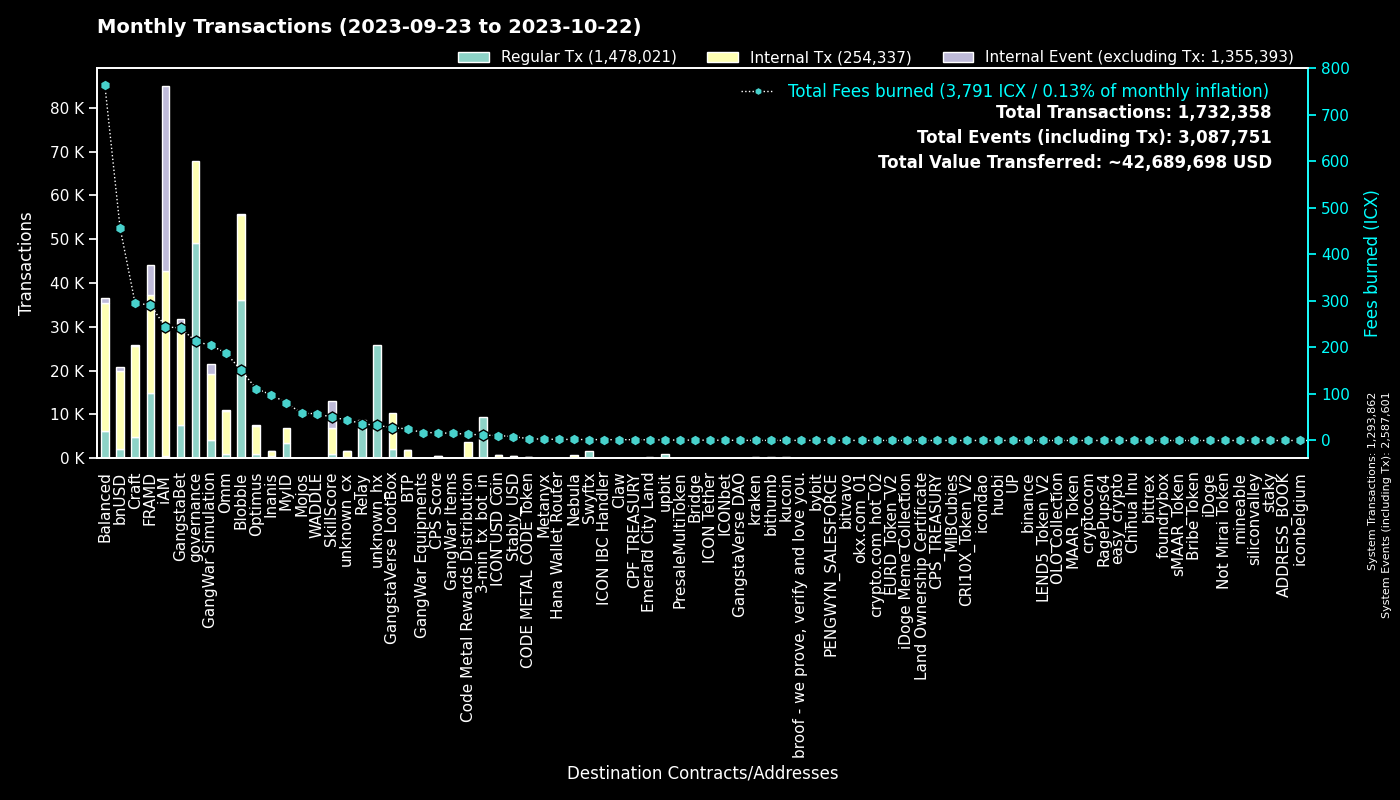 Monthly Transactions (2023-09-23 to 2023-10-22)
Regular Tx (1,478,021)
Internal Tx (254,337)
Internal Event (excluding Tx: 1,355,393)
Total Fees burned (3,791 ICX / 0.13% of monthly inflation)
Total Transactions: 1,732,358
Total Events (including Tx): 3,087,751
Total Value Transferred: ~42,689,698 USD
Transactions
80 K
70 K
60 K
50 K
40 K
30 K
20 K
10 K
0 K
800
700
600
500
400
300
200
100
0
Fees burned (ICX)
System Transactions: 1,293,862
System Events (including Tx): 2,587,601
Balanced
bnUSD
Craft
FRAMD
iAM
GangstaBet
governance
GangWar Simulation
Omm
Blobble
Optimus
Inanis
MyID
Mojos
WADDLE
SkillScore
unknown_cx
Relay
unknown_hx
GangstaVerse LootBox
BTP
GangWar Equipments
CPS Score
GangWar Items
Code Metal Rewards Distribution
3-min_tx_bot_in
ICON USD Coin
Stably_USD
CODE METAL CODE Token
Metanyx
Hana Wallet Router
Nebula
Swyftx
ICON IBC Handler
Claw
CPF_TREASURY
Emerald City Land
upbit
PresaleMultiToken
Bridge
ICON Tether
ICONbet
GangstaVerse DAO
kraken
bithumb
kucoin
broof - we prove, verify and love you.
bybit
PENGWYN_SALESFORCE
bitvavo
okx.com_01
crypto.com_hot_02
EURD_Token_V2
iDoge Meme Collection
Land Ownership Certificate
CPS_TREASURY
MIBCubies
CRI10X_Token_V2
icondao
huobi
UP
binance
LENDS_Token_V2
OLO_Collection
MAAR_Token
cryptocom
RagePups64
easy_crypto
Chihua Inu
bittrex
foundrybox
sMAAR_Token
Bribe Token
iDoge
Not Mirai Token
mineable
siliconvalley
staky
ADDRESS_BOOK
iconbelgium
Destination Contracts/Addresses